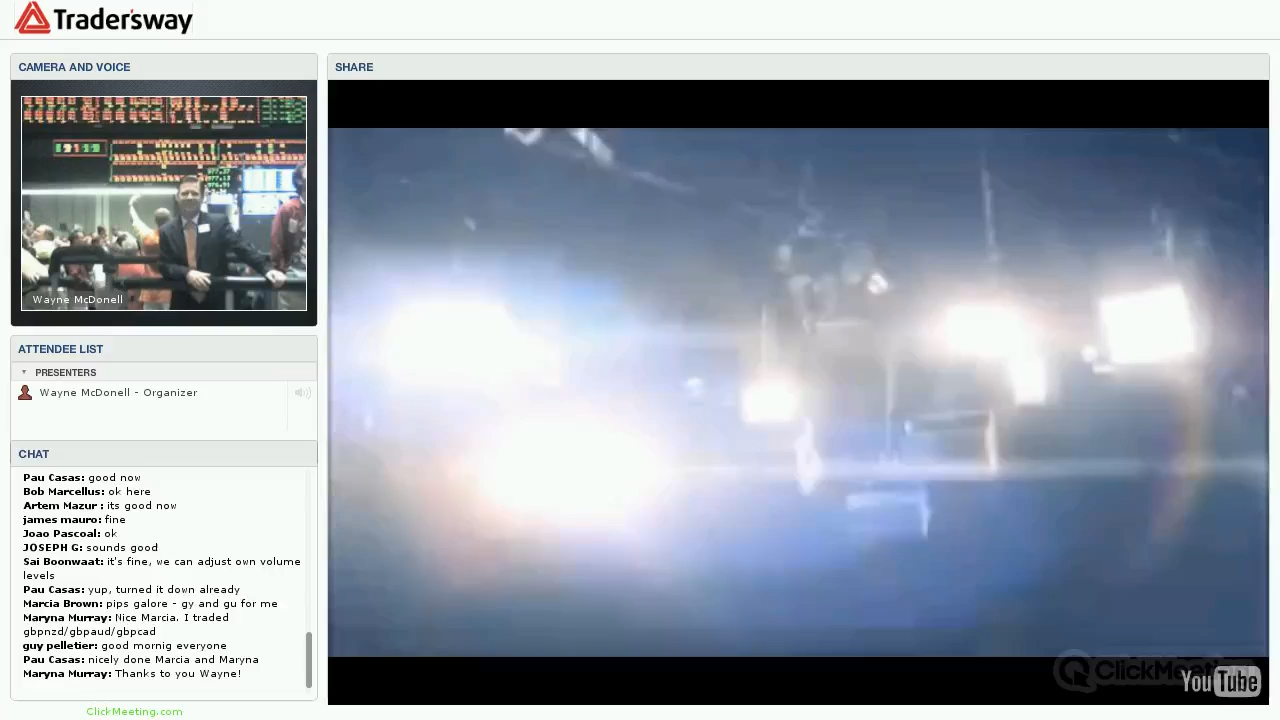 Tradersway
CAMERA AND VOICE
SHARE
Wayne McDonell
ATTENDEE LIST
PRESENTERS
Wayne McDonell - Organizer
CHAT
Pau Casas: good now
Bob Marcellus: ok here
Artem Mazur : its good now
james mauro: fine
Joao Pascoal: ok
JOSEPH G: sounds good
Sai Boonwaat: it's fine, we can adjust own volume
levels
Pau Casas: yup, turned it down already
Marcia Brown: pips galore - gy and gu for me
Maryna Murray: Nice Marcia. I traded
gbpnzd/gbpaud/gbpcad
guy pelletier: good mornig everyone
Pau Casas: nicely done Marcia and Maryna
Maryna Murray: Thanks to you Wayne!
ClickMeeting
YouTube
ClickMeeting.com